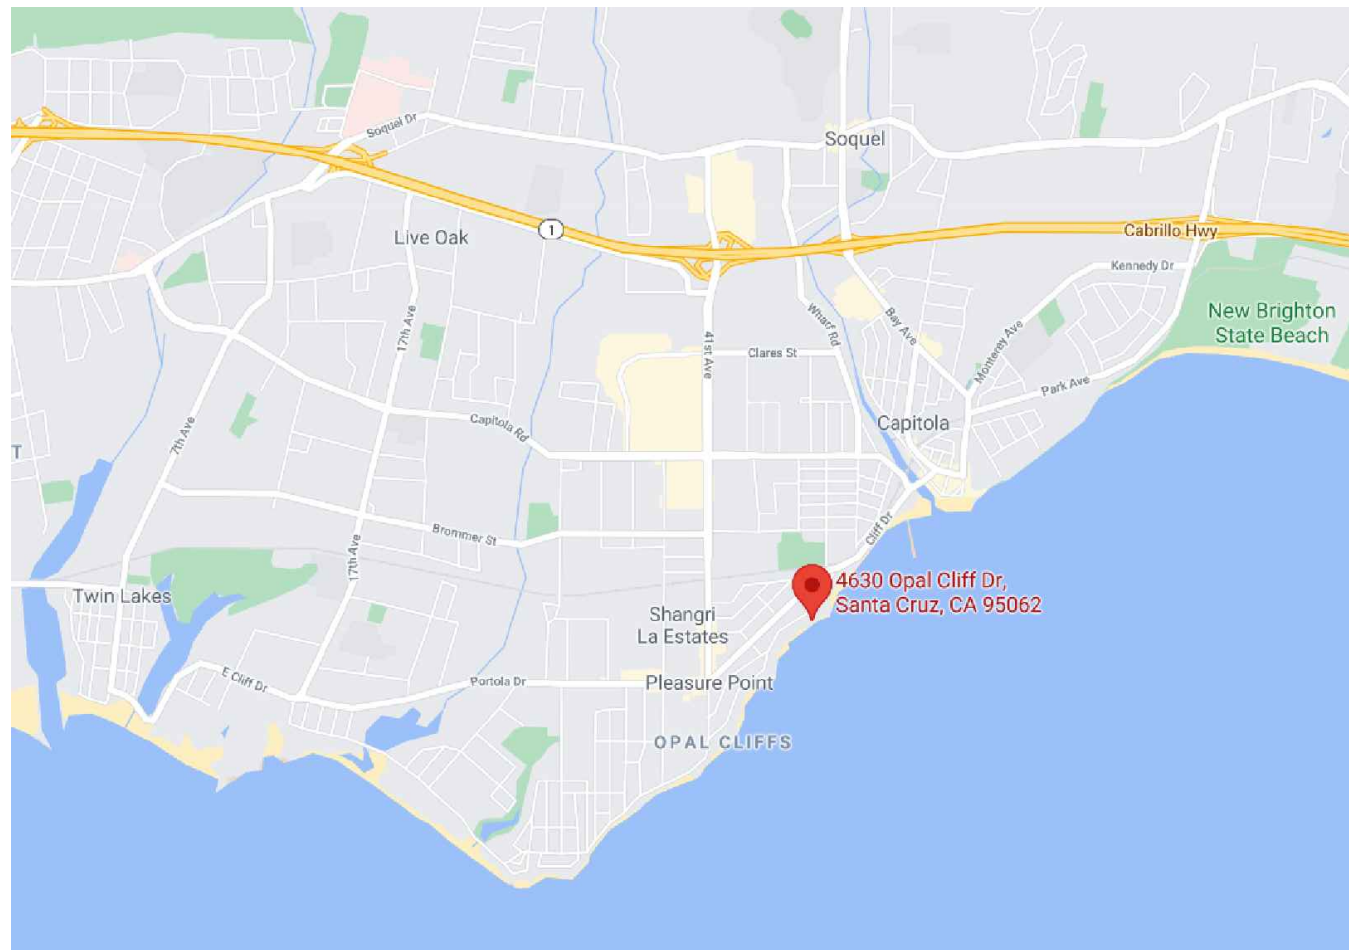 Soquel Dr
Soquel
1
Live Oak
Cabrillo Hwy
Kennedy Dr
New Brighton
State Beach
17th Ave
Wharf Rd
Bay Ave
41st Ave
Clares St
Monterey Ave
Park Ave
7th Ave
Capitola Rd
Capitola
T
Brommer St
Cliff Dr
17th Ave
4630 Opal Cliff Dr,
Santa Cruz, CA 95062
Twin Lakes
Shangri
La Estates
E Cliff Dr
Portola Dr
Pleasure Point
OPAL CLIFFS